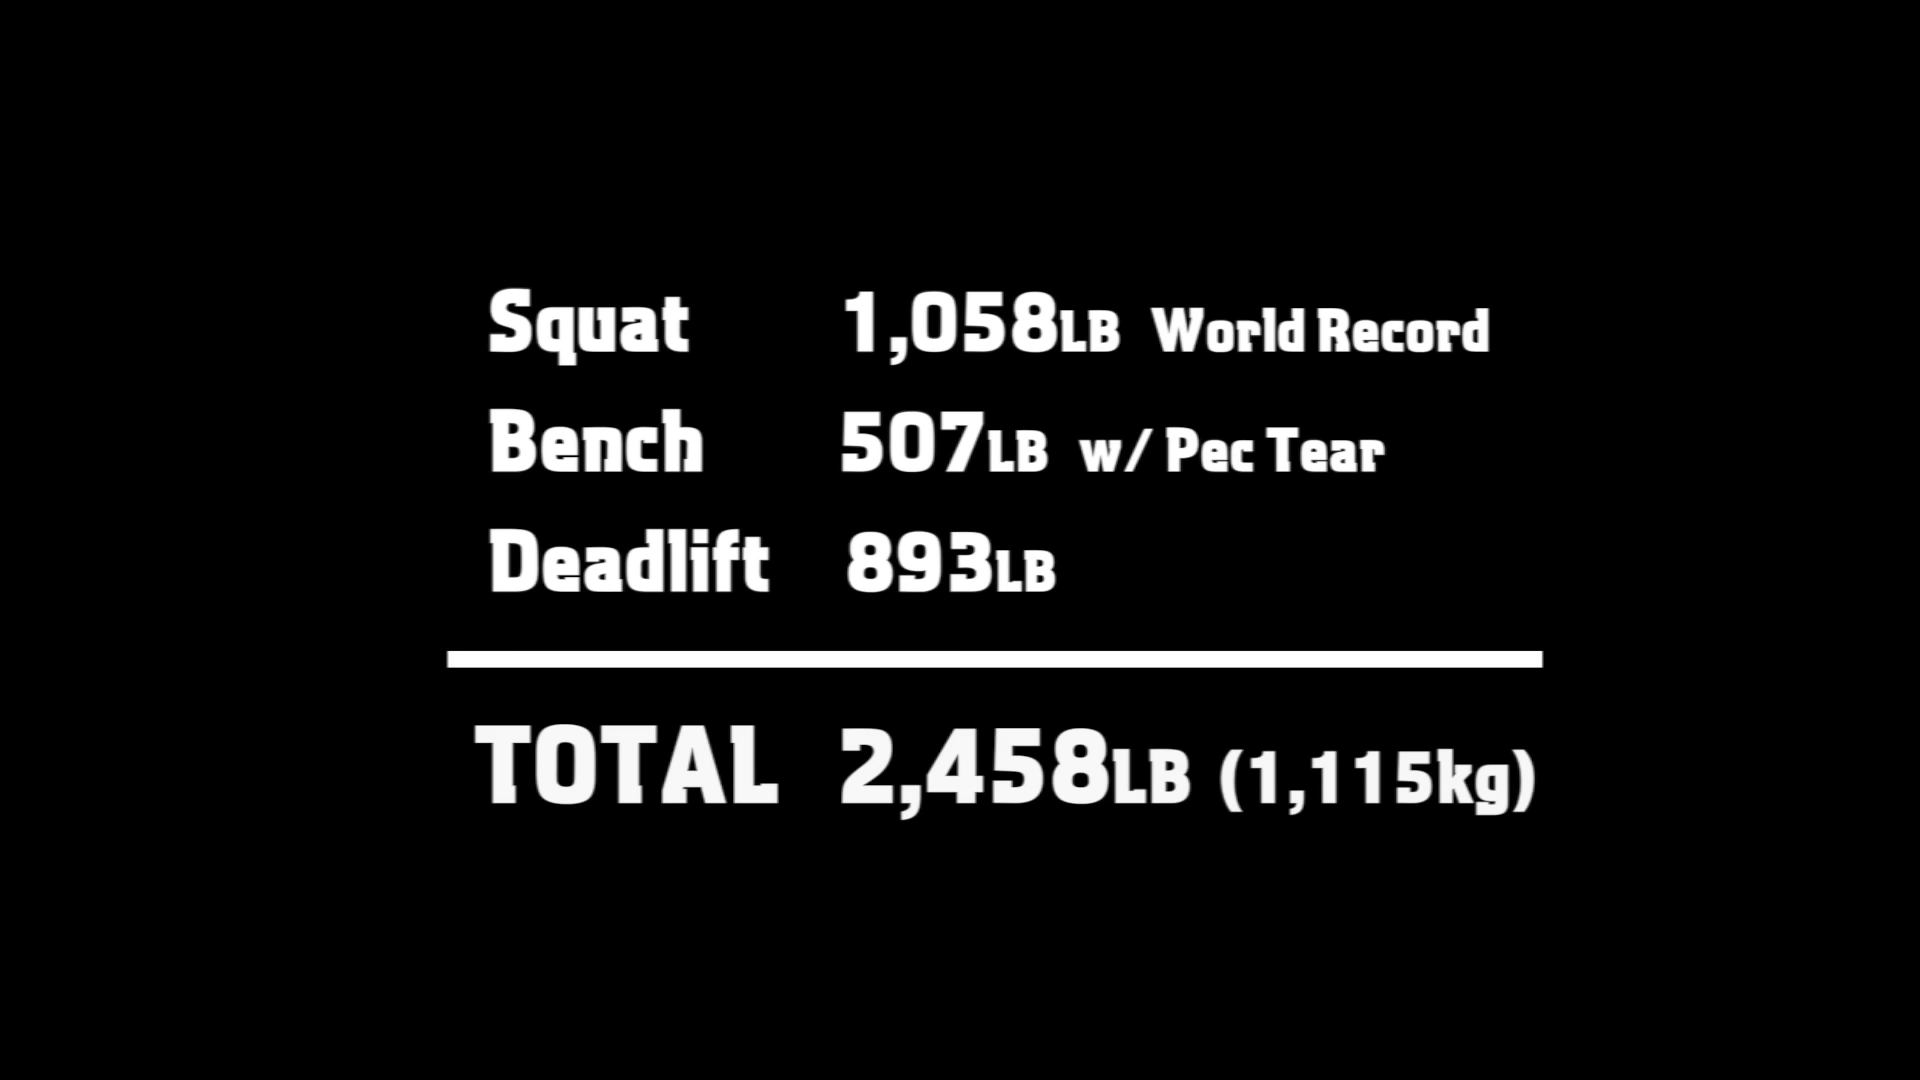 Squat 1,058LB World Record
Bench 507LB w/ Pec Tear
Deadlift 893LB
TOTAL 2,458LB (1,115kg)